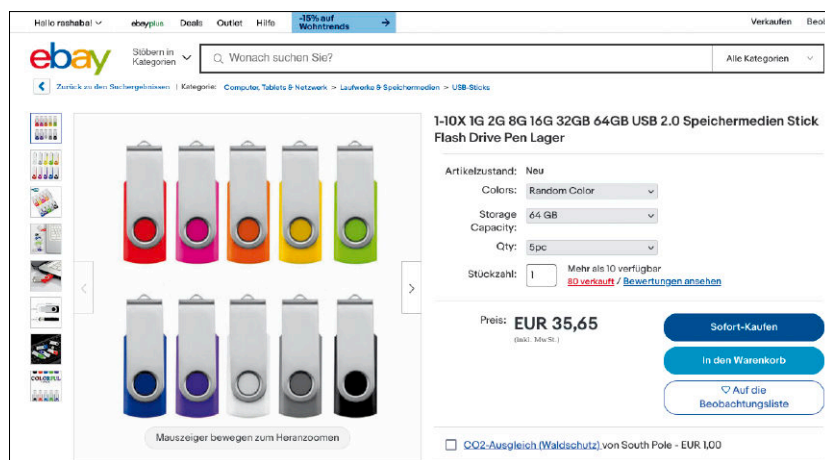 Hallo rashaba!
ebayplus
Deals
Outlet
Hilfe
-15% auf
Wohntrends
Verkaufen
ebay
Stöbern in
Kategorien
Wonach suchen Sie?
Alle Kategorien
Zurück zu den Suchergebnissen | Kategorie: Computer, Tablets & Netzwerk > Laufwerke & Speichermedien > USB-Sticks
1-10X 1G 2G 8G 16G 32GB 64GB USB 2.0 Speichermedien Stick
Flash Drive Pen Lager
Artikelzustand: Neu
Colors: Random Color
Storage
Capacity: 64 GB
Qty: 5pc
Stückzahl: 1
Mehr als 10 verfügbar
80 verkauft / Bewertungen ansehen
Preis: EUR 35,65
(inkl. MwSt.)
Sofort-Kaufen
In den Warenkorb
Auf die
Beobachtungsliste
COLORFUL
Mauszeiger bewegen zum Heranzoomen
CO2-Ausgleich (Waldschutz) von South Pole - EUR 1,00